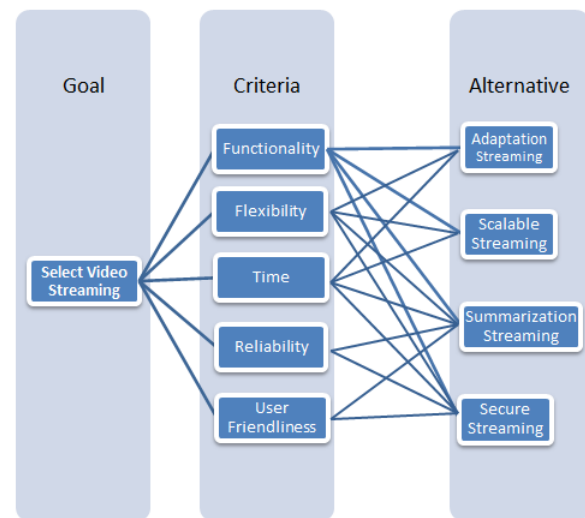 Goal
Criteria
Alternative
Select Video
Streaming
Functionality
Flexibility
Time
Reliability
User
Friendliness
Adaptation
Streaming
Scalable
Streaming
Summarization
Streaming
Secure
Streaming